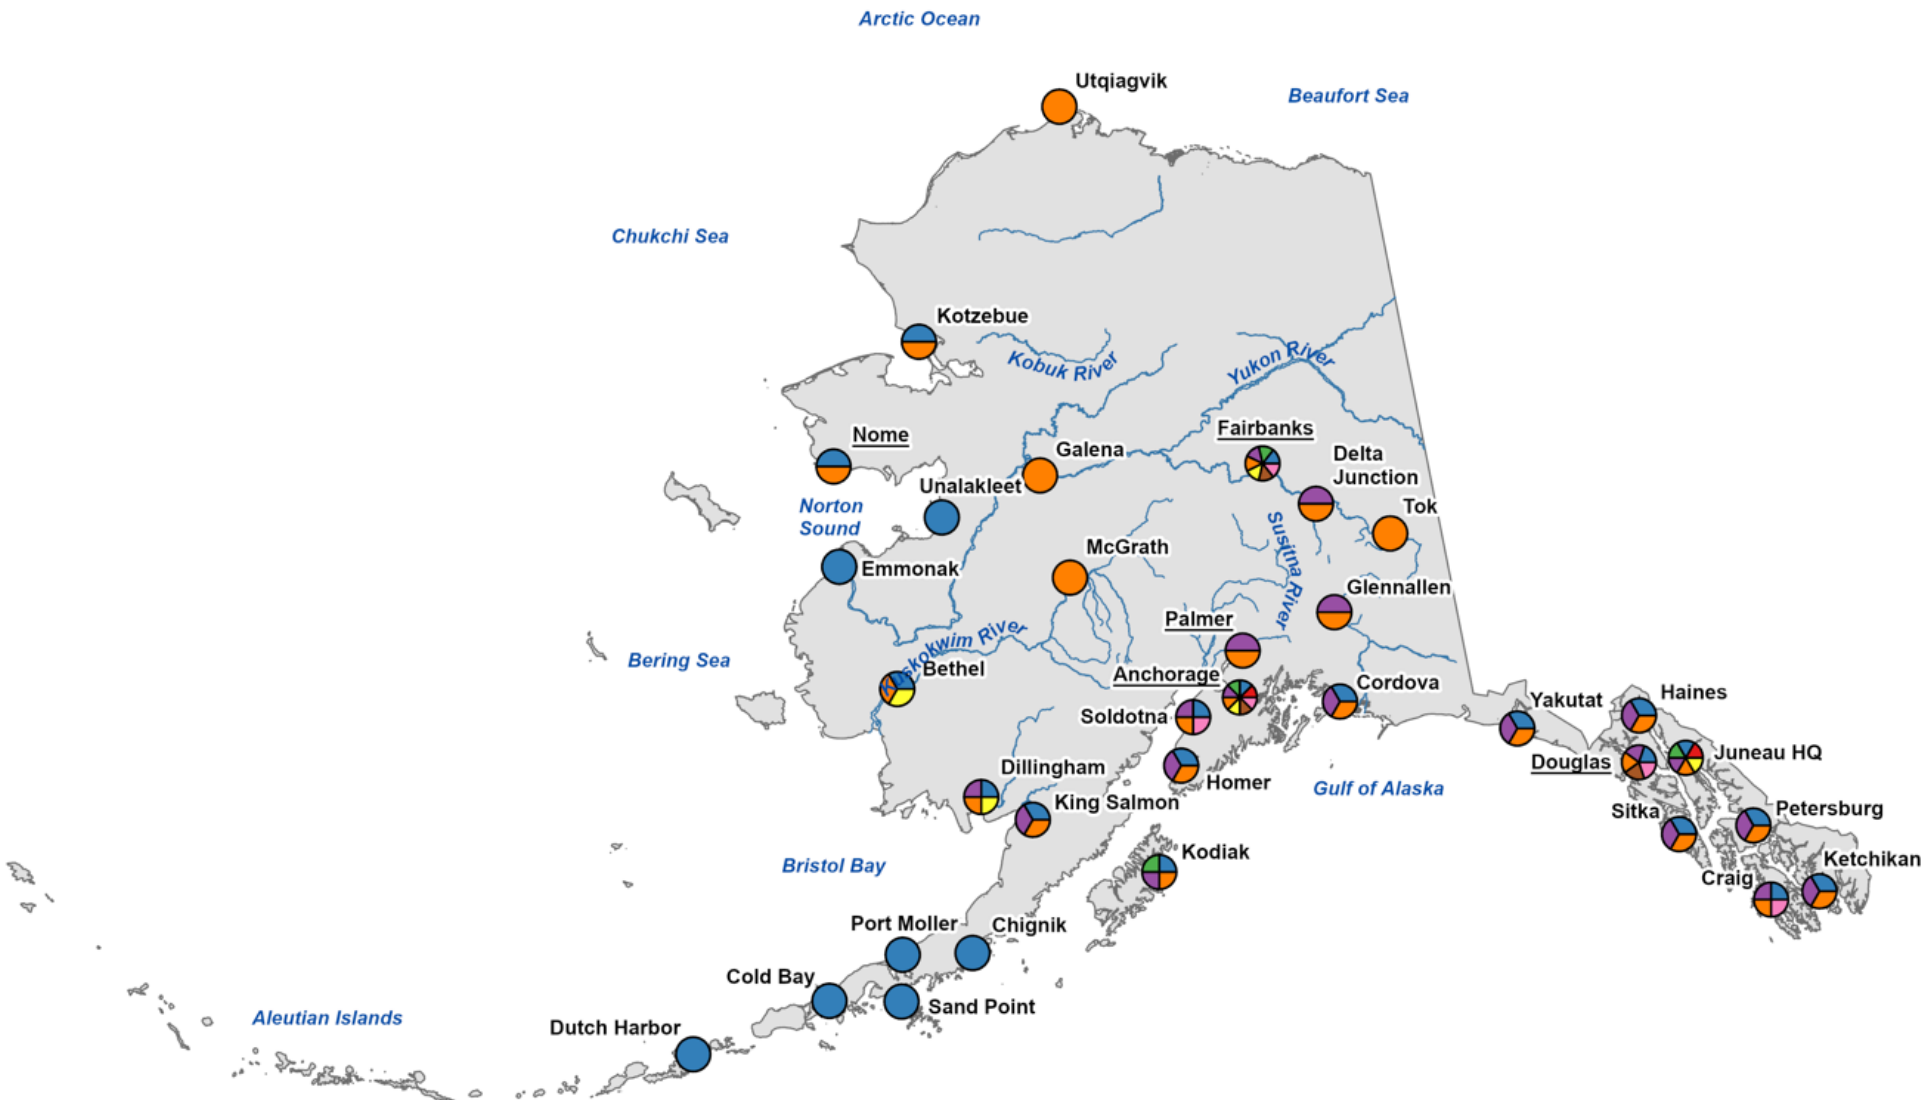 Arctic Ocean
Utqiagvik
Beaufort Sea
Chukchi Sea
Kotzebue
Kobuk River
Yukon River
Nome
Fairbanks
Galena
Delta
Junction
Unalakleet
Norton
Sound
Tok
Susitna River
McGrath
Emmonak
Glennallen
Palmer
Kuskokwim River
Bering Sea
Bethel
Anchorage
Cordova
Yakutat
Haines
Soldotna
Juneau HQ
Douglas
Dillingham
Homer
Gulf of Alaska
King Salmon
Sitka
Petersburg
Kodiak
Ketchikan
Bristol Bay
Craig
Port Moller
Chignik
Cold Bay
Sand Point
Aleutian Islands
Dutch Harbor